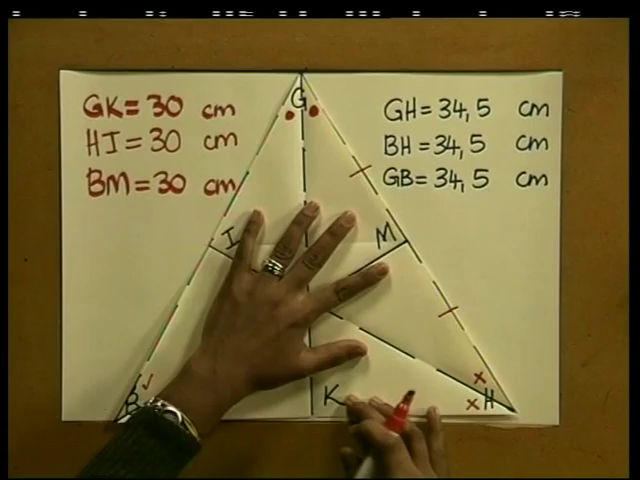 GK=30 cm
HI=30 cm
BM=30 cm
GH=34,5 cm
BH=34,5 cm
GB=34,5 cm
G
I
M
B
K
H